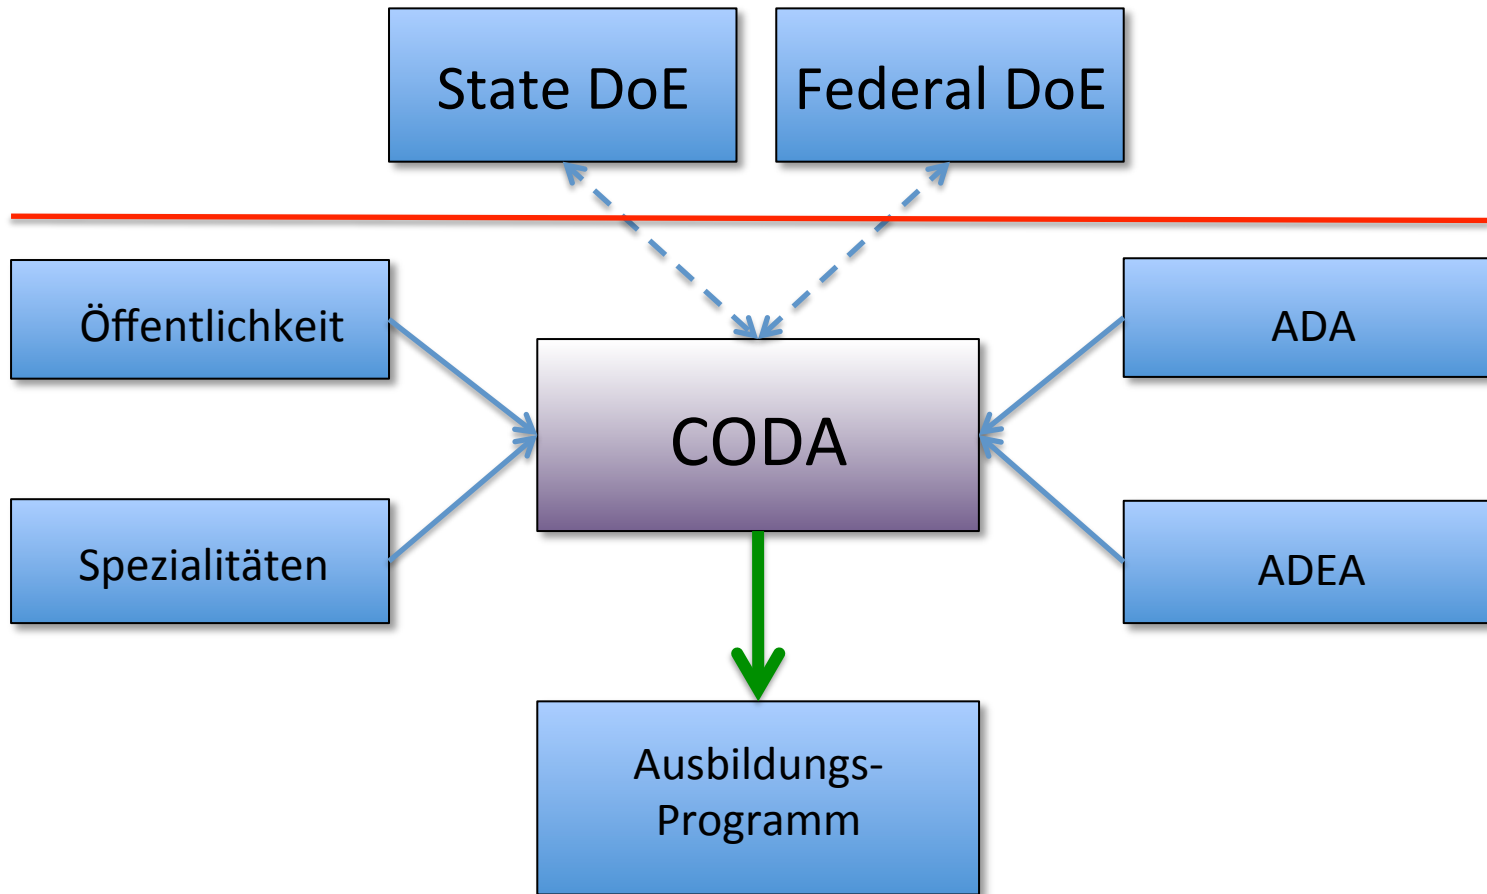 State DoE
Federal DoE
Öffentlichkeit
ADA
CODA
Spezialitäten
ADEA
Ausbildungs-
Programm